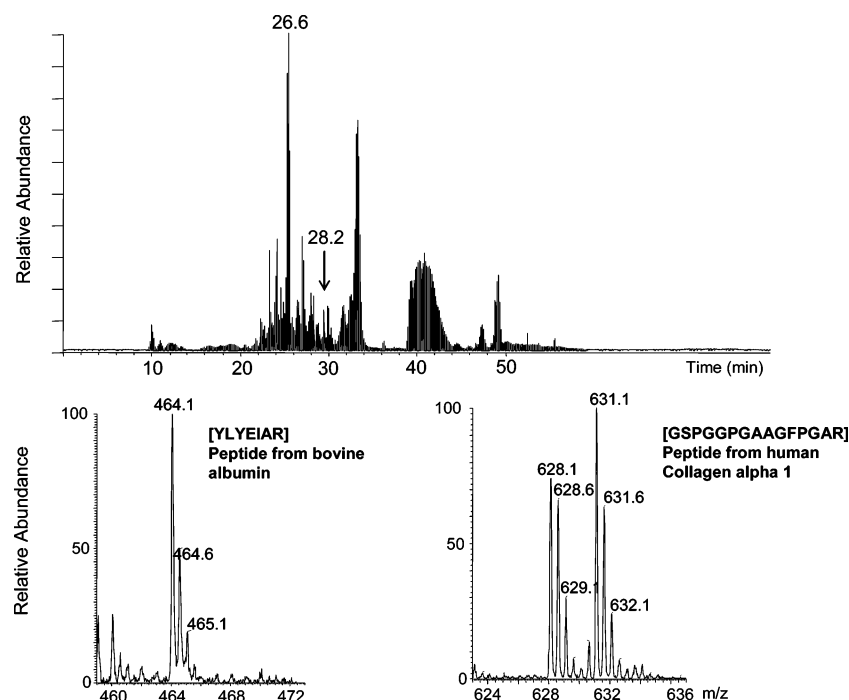 26.6
Relative Abundance
28.2
10 20 30 40 50 Time (min)
464.1
100
[YLYEIAR]
Peptide from bovine
albumin
Relative Abundance
50
464.6
465.1
0
460 464 468 472
631.1
100
[GSPGGPGAAGFPGAR]
Peptide from human
Collagen alpha 1
628.1
628.6
631.6
50
629.1
632.1
0
624 628 632 636 m/z